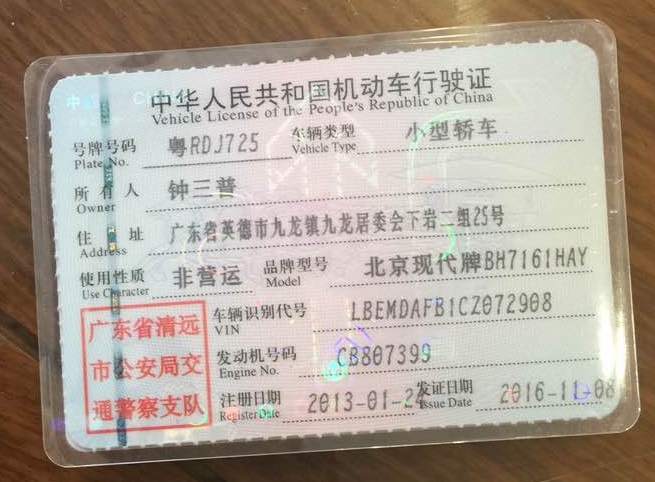 中华人民共和国机动车行驶证
Vehicle License of the People's Republic of China
号牌号码 粤RDJ725 车辆类型 小型轿车
Plate No. Vehicle Type
所有人 钟三普
Owner
住址 广东省英德市九龙镇九龙居委会下岩二组25号
Address
使用性质 非营运 品牌型号 北京现代牌BH7161HAY
Use Character Model
广东省清远
市公安局交
通警察支队
车辆识别代号 LBEMDAFB1CZ072908
VIN
发动机号码 CB807399
Engine No.
注册日期 2013-01-24 发证日期 2016-11-08
Register Date Issue Date